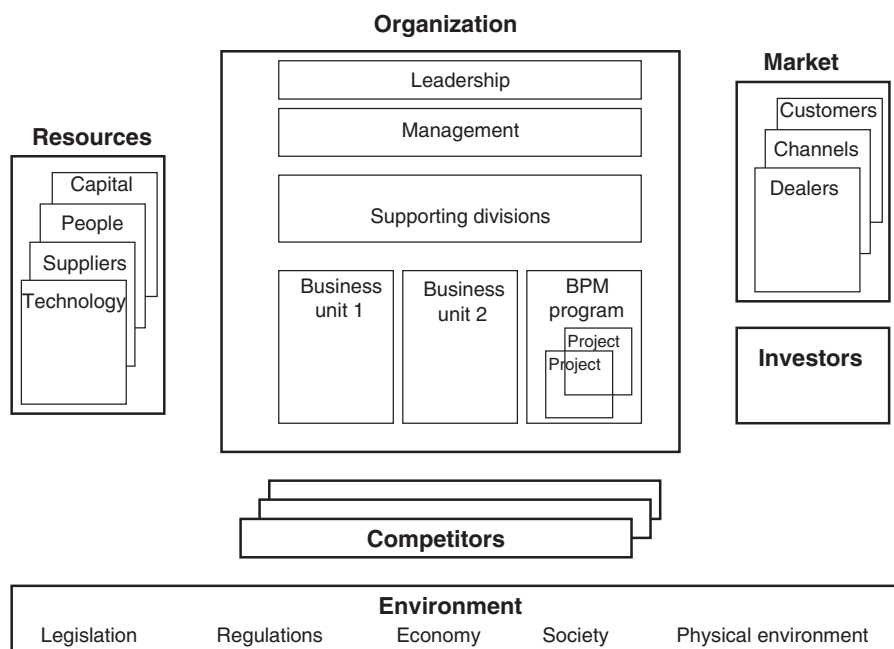 Organization
Leadership
Management
Supporting divisions
Business
unit 1
Business
unit 2
BPM
program
Project
Project
Resources
Capital
People
Suppliers
Technology
Market
Customers
Channels
Dealers
Investors
Competitors
Environment
Legislation Regulations Economy Society Physical environment